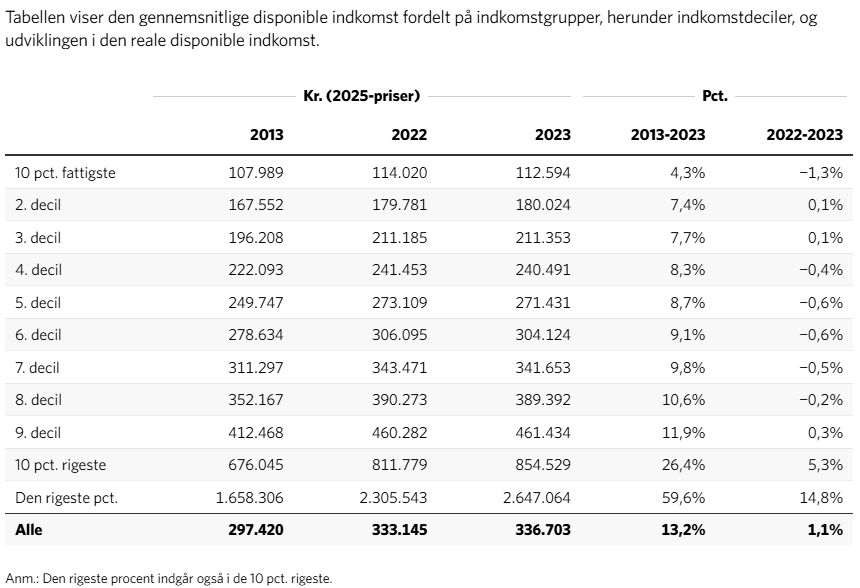 Tabellen viser den gennemsnitlige disponible indkomst fordelt på indkomstgrupper, herunder indkomstdeciler, og
udviklingen i den reale disponible indkomst.
Kr. (2025-priser) Pct.
2013 2022 2023 2013-2023 2022-2023
10 pct. fattigste 107.989 114.020 112.594 4,3% −1,3%
2. decil 167.552 179.781 180.024 7,4% 0,1%
3. decil 196.208 211.185 211.353 7,7% 0,1%
4. decil 222.093 241.453 240.491 8,3% −0,4%
5. decil 249.747 273.109 271.431 8,7% −0,6%
6. decil 278.634 306.095 304.124 9,1% −0,6%
7. decil 311.297 343.471 341.653 9,8% −0,5%
8. decil 352.167 390.273 389.392 10,6% −0,2%
9. decil 412.468 460.282 461.434 11,9% 0,3%
10 pct. rigeste 676.045 811.779 854.529 26,4% 5,3%
Den rigeste pct. 1.658.306 2.305.543 2.647.064 59,6% 14,8%
Alle 297.420 333.145 336.703 13,2% 1,1%
Anm.: Den rigeste procent indgår også i de 10 pct. rigeste.